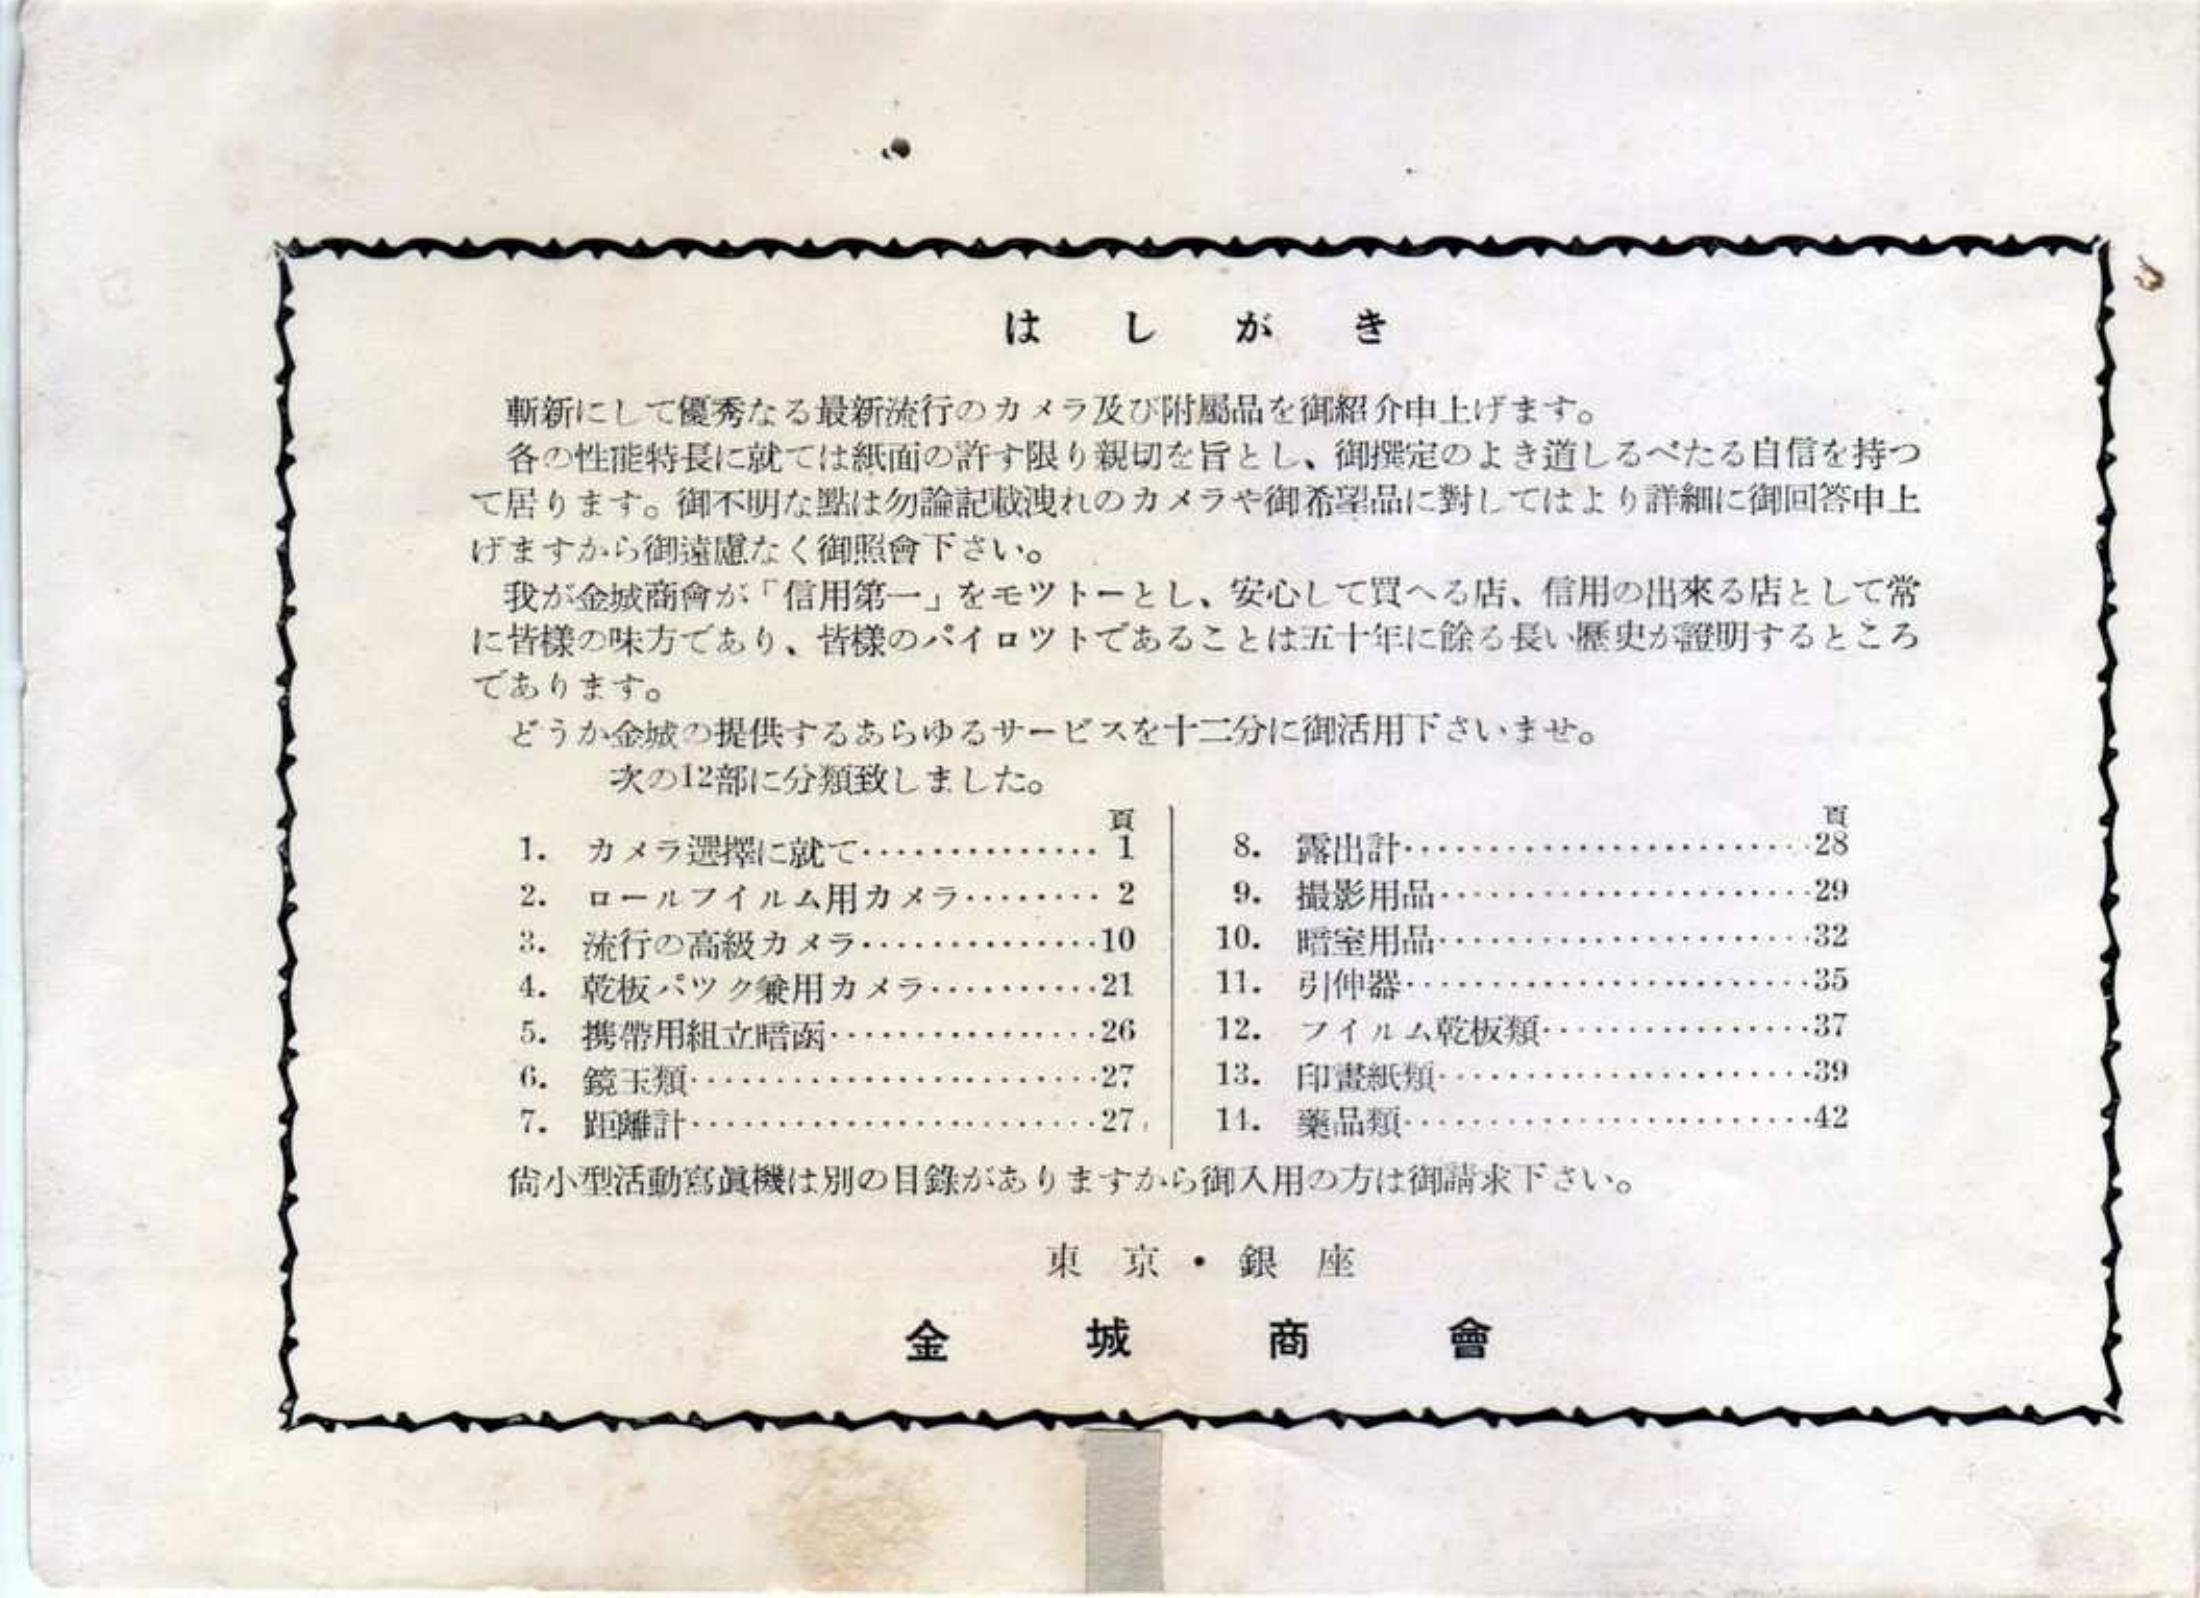 はしがき
斬新にして優秀なる最新流行のカメラ及び附屬品を御紹介申上げます。
各の性能特長に就ては紙面の許す限り親切を旨とし、御撰定のよき道しるべたる自信を持つ
て居ります。御不明な點は勿論記載洩れのカメラや御希望品に對してはより詳細に御回答申上
げますから御遠慮なく御照會下さい。
我が金城商會が「信用第一」をモツトーとし、安心して買へる店、信用の出來る店として常
に皆樣の味方であり、皆樣のパイロツトであることは五十年に餘る長い歷史が證明するところ
であります。
どうか金城の提供するあらゆるサービスを十二分に御活用下さいませ。
次の12部に分類致しました。
頁
1. カメラ選擇に就て……………1
2. ロールフイルム用カメラ………2
3. 流行の高級カメラ……………10
4. 乾板パツク兼用カメラ…………21
5. 携帶用組立暗函………………26
6. 鏡玉類……………………27
7. 距離計……………………27
頁
8. 露出計……………………28
9. 撮影用品…………………29
10. 暗室用品…………………32
11. 引伸器……………………35
12. フイルム乾板類………………37
13. 印畫紙類…………………39
14. 藥品類……………………42
尙小型活動寫眞機は別の目錄がありますから御入用の方は御請求下さい。
東京・銀座
金城商會